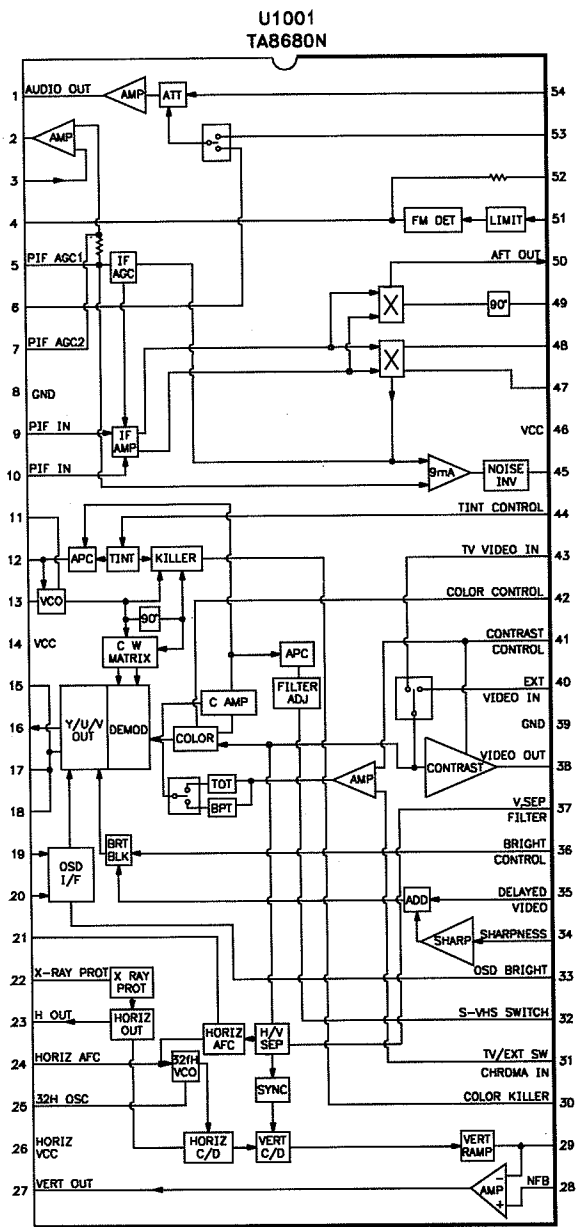 U1001
TA8680N
1 AUDIO OUT AMP ATT 54
2 AMP 53
3 52
4 FM DET LIMIT 51
5 PIF AGC1 IF AGC AFT OUT 50
6 X 90° 49
7 PIF AGC2 X 48
8 GND 47
9 PIF IN IF AMP VCC 46
10 PIF IN 9mA NOISE INV 45
11 TINT CONTROL 44
12 APC TINT KILLER TV VIDEO IN 43
13 VCO 90° COLOR CONTROL 42
14 VCC C W MATRIX APC CONTRAST CONTROL 41
15 C AMP FILTER ADJ EXT VIDEO IN 40
16 Y/U/V OUT DEMOD COLOR GND 39
17 TOT AMP CONTRAST VIDEO OUT 38
18 BPT V,SEP FILTER 37
19 OSD I/F BRT BLK BRIGHT CONTROL 36
20 ADD DELAYED VIDEO 35
21 SHARP SHARPNESS 34
22 X-RAY PROT X RAY PROT OSD BRIGHT 33
23 H OUT HORIZ OUT HORIZ AFC H/V SEP S-VHS SWITCH 32
24 HORIZ AFC 32fH VCO TV/EXT SW CHROMA IN 31
25 32H OSC SYNC COLOR KILLER 30
26 HORIZ VCC HORIZ C/D VERT C/D VERT RAMP 29
27 VERT OUT AMP - + NFB 28